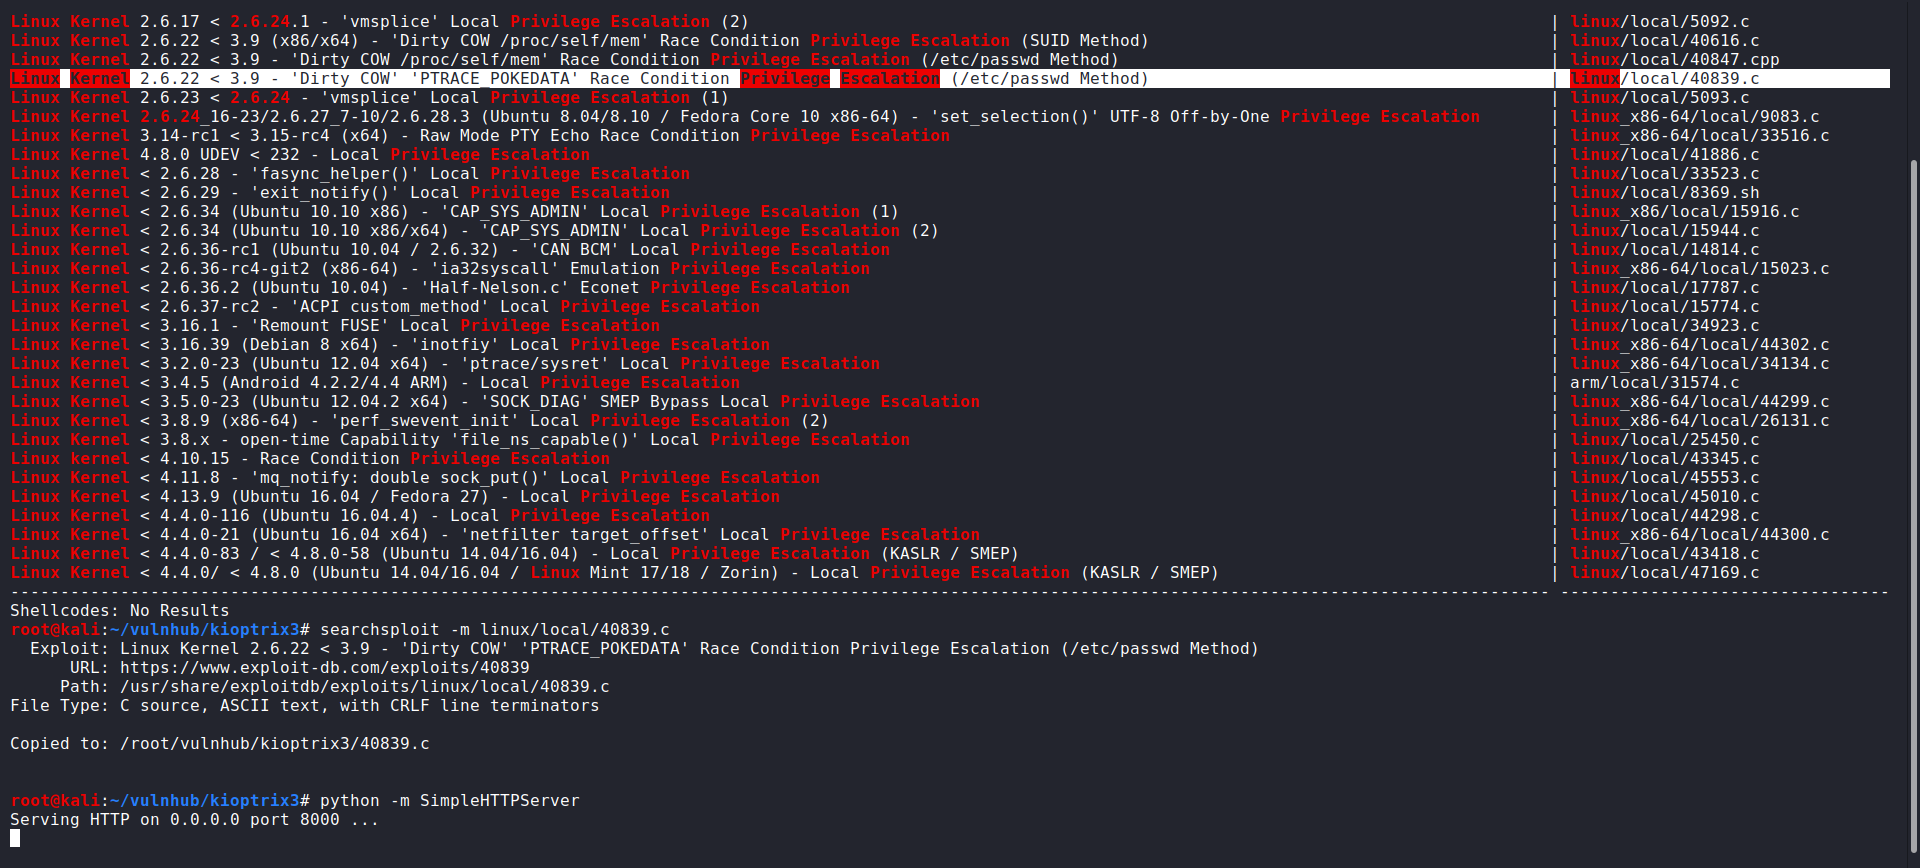 Linux Kernel 2.6.17 < 2.6.24.1 - 'vmsplice' Local Privilege Escalation (2) | linux/local/5092.c
Linux Kernel 2.6.22 < 3.9 (x86/x64) - 'Dirty COW /proc/self/mem' Race Condition Privilege Escalation (SUID Method) | linux/local/40616.c
Linux Kernel 2.6.22 < 3.9 - 'Dirty COW /proc/self/mem' Race Condition Privilege Escalation (/etc/passwd Method) | linux/local/40847.cpp
Linux Kernel 2.6.22 < 3.9 - 'Dirty COW' 'PTRACE_POKEDATA' Race Condition Privilege Escalation (/etc/passwd Method) | linux/local/40839.c
Linux Kernel 2.6.23 < 2.6.24 - 'vmsplice' Local Privilege Escalation (1) | linux/local/5093.c
Linux Kernel 2.6.24_16-23/2.6.27_7-10/2.6.28.3 (Ubuntu 8.04/8.10 / Fedora Core 10 x86-64) - 'set_selection()' UTF-8 Off-by-One Privilege Escalation | linux_x86-64/local/9083.c
Linux Kernel 3.14-rc1 < 3.15-rc4 (x64) - Raw Mode PTY Echo Race Condition Privilege Escalation | linux_x86-64/local/33516.c
Linux Kernel 4.8.0 UDEV < 232 - Local Privilege Escalation | linux/local/41886.c
Linux Kernel < 2.6.28 - 'fasync_helper()' Local Privilege Escalation | linux/local/33523.c
Linux Kernel < 2.6.29 - 'exit_notify()' Local Privilege Escalation | linux/local/8369.sh
Linux Kernel < 2.6.34 (Ubuntu 10.10 x86) - 'CAP_SYS_ADMIN' Local Privilege Escalation (1) | linux_x86/local/15916.c
Linux Kernel < 2.6.34 (Ubuntu 10.10 x86/x64) - 'CAP_SYS_ADMIN' Local Privilege Escalation (2) | linux/local/15944.c
Linux Kernel < 2.6.36-rc1 (Ubuntu 10.04 / 2.6.32) - 'CAN BCM' Local Privilege Escalation | linux/local/14814.c
Linux Kernel < 2.6.36-rc4-git2 (x86-64) - 'ia32syscall' Emulation Privilege Escalation | linux_x86-64/local/15023.c
Linux Kernel < 2.6.36.2 (Ubuntu 10.04) - 'Half-Nelson.c' Econet Privilege Escalation | linux/local/17787.c
Linux Kernel < 2.6.37-rc2 - 'ACPI custom_method' Local Privilege Escalation | linux/local/15774.c
Linux Kernel < 3.16.1 - 'Remount FUSE' Local Privilege Escalation | linux/local/34923.c
Linux Kernel < 3.16.39 (Debian 8 x64) - 'inotfiy' Local Privilege Escalation | linux_x86-64/local/44302.c
Linux Kernel < 3.2.0-23 (Ubuntu 12.04 x64) - 'ptrace/sysret' Local Privilege Escalation | linux_x86-64/local/34134.c
Linux Kernel < 3.4.5 (Android 4.2.2/4.4 ARM) - Local Privilege Escalation | arm/local/31574.c
Linux Kernel < 3.5.0-23 (Ubuntu 12.04.2 x64) - 'SOCK_DIAG' SMEP Bypass Local Privilege Escalation | linux_x86-64/local/44299.c
Linux Kernel < 3.8.9 (x86-64) - 'perf_swevent_init' Local Privilege Escalation (2) | linux_x86-64/local/26131.c
Linux Kernel < 3.8.x - open-time Capability 'file_ns_capable()' Local Privilege Escalation | linux/local/25450.c
Linux kernel < 4.10.15 - Race Condition Privilege Escalation | linux/local/43345.c
Linux Kernel < 4.11.8 - 'mq_notify: double sock_put()' Local Privilege Escalation | linux/local/45553.c
Linux Kernel < 4.13.9 (Ubuntu 16.04 / Fedora 27) - Local Privilege Escalation | linux/local/45010.c
Linux Kernel < 4.4.0-116 (Ubuntu 16.04.4) - Local Privilege Escalation | linux/local/44298.c
Linux Kernel < 4.4.0-21 (Ubuntu 16.04 x64) - 'netfilter target_offset' Local Privilege Escalation | linux_x86-64/local/44300.c
Linux Kernel < 4.4.0-83 / < 4.8.0-58 (Ubuntu 14.04/16.04) - Local Privilege Escalation (KASLR / SMEP) | linux/local/43418.c
Linux Kernel < 4.4.0/ < 4.8.0 (Ubuntu 14.04/16.04 / Linux Mint 17/18 / Zorin) - Local Privilege Escalation (KASLR / SMEP) | linux/local/47169.c
---------------------------------------------------------------------------------------------------------------------------------------------------------- ---------------------------------
Shellcodes: No Results
root@kali:~/vulnhub/kioptrix3# searchsploit -m linux/local/40839.c
Exploit: Linux Kernel 2.6.22 < 3.9 - 'Dirty COW' 'PTRACE_POKEDATA' Race Condition Privilege Escalation (/etc/passwd Method)
URL: https://www.exploit-db.com/exploits/40839
Path: /usr/share/exploitdb/exploits/linux/local/40839.c
File Type: C source, ASCII text, with CRLF line terminators
Copied to: /root/vulnhub/kioptrix3/40839.c
root@kali:~/vulnhub/kioptrix3# python -m SimpleHTTPServer
Serving HTTP on 0.0.0.0 port 8000 ...